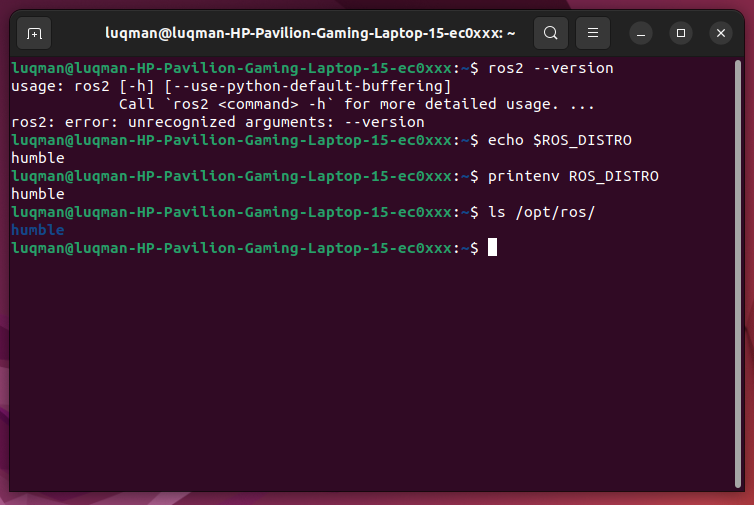 luqman@luqman-HP-Pavilion-Gaming-Laptop-15-ec0xxx: ~
luqman@luqman-HP-Pavilion-Gaming-Laptop-15-ec0xxx:~$ ros2 --version
usage: ros2 [-h] [--use-python-default-buffering]
            Call `ros2 <command> -h` for more detailed usage. ...
ros2: error: unrecognized arguments: --version
luqman@luqman-HP-Pavilion-Gaming-Laptop-15-ec0xxx:~$ echo $ROS_DISTRO
humble
luqman@luqman-HP-Pavilion-Gaming-Laptop-15-ec0xxx:~$ printenv ROS_DISTRO
humble
luqman@luqman-HP-Pavilion-Gaming-Laptop-15-ec0xxx:~$ ls /opt/ros/
humble
luqman@luqman-HP-Pavilion-Gaming-Laptop-15-ec0xxx:~$